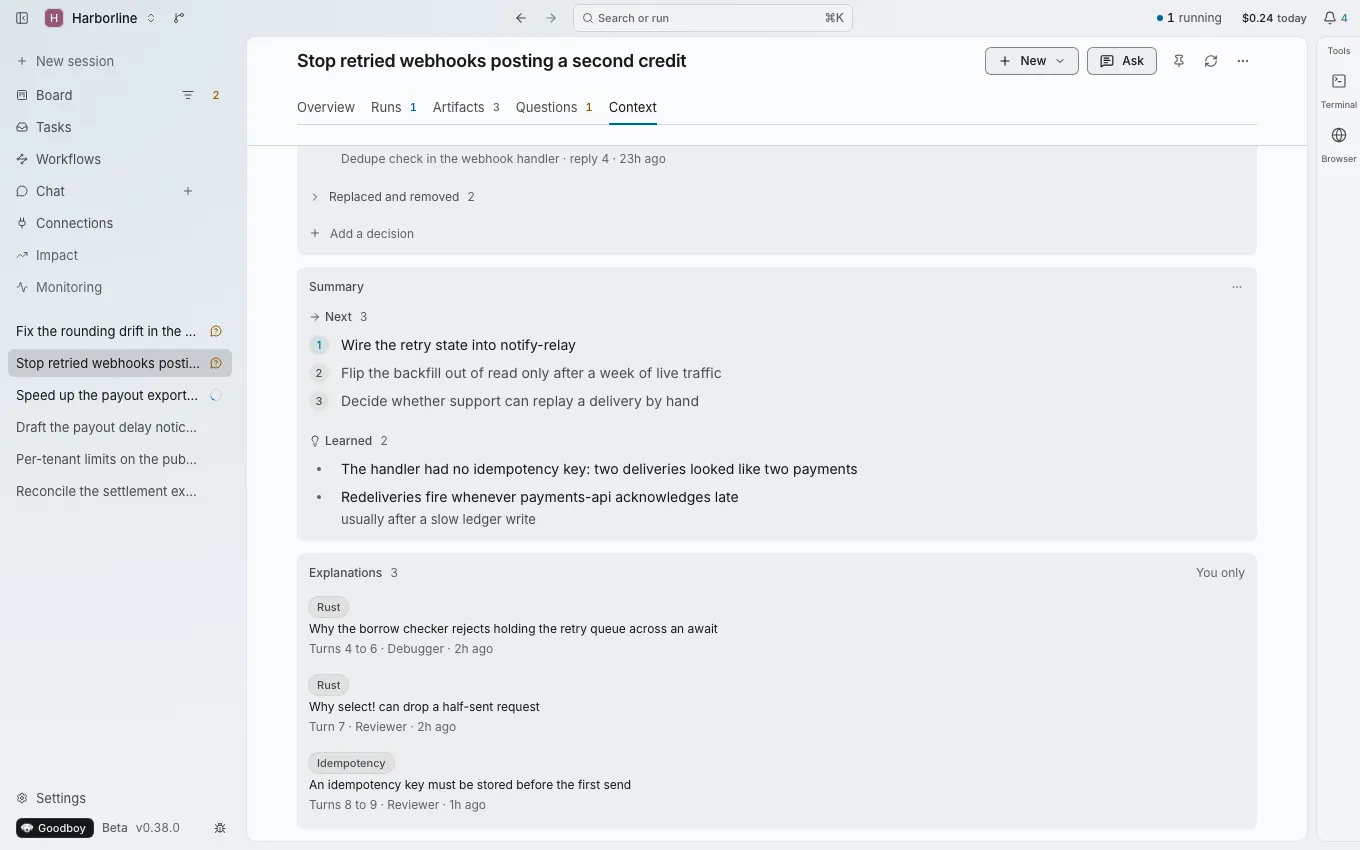 H Harborline
Search or run ⌘K
1 running $0.24 today 4
New session
Board 2
Tasks
Workflows
Chat
Connections
Impact
Monitoring
Fix the rounding drift in the ...
Stop retried webhooks posti...
Speed up the payout export...
Draft the payout delay notic...
Per-tenant limits on the pub...
Reconcile the settlement ex...
Settings
Goodboy Beta v0.38.0
Stop retried webhooks posting a second credit
New
Ask
Overview Runs 1 Artifacts 3 Questions 1 Context
Dedupe check in the webhook handler · reply 4 · 23h ago
Replaced and removed 2
Add a decision
Summary
Next 3
1 Wire the retry state into notify-relay
2 Flip the backfill out of read only after a week of live traffic
3 Decide whether support can replay a delivery by hand
Learned 2
• The handler had no idempotency key: two deliveries looked like two payments
• Redeliveries fire whenever payments-api acknowledges late
usually after a slow ledger write
Explanations 3 You only
Rust
Why the borrow checker rejects holding the retry queue across an await
Turns 4 to 6 · Debugger · 2h ago
Rust
Why select! can drop a half-sent request
Turn 7 · Reviewer · 2h ago
Idempotency
An idempotency key must be stored before the first send
Turns 8 to 9 · Reviewer · 1h ago
Tools
Terminal
Browser